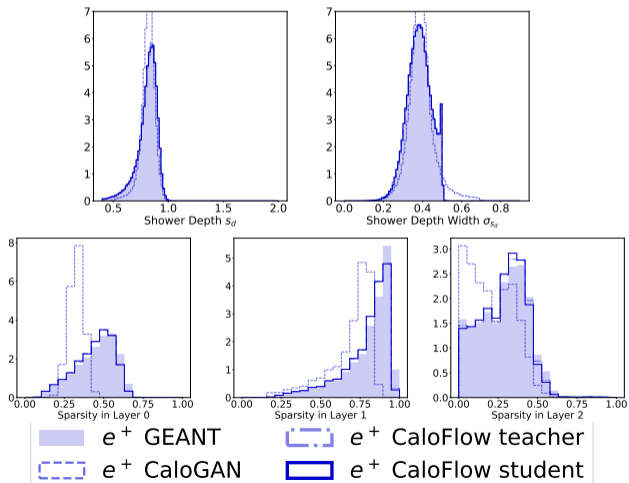 7
6
5
4
3
2
1
0
0.5 1.0 1.5 2.0
Shower Depth s_d
7
6
5
4
3
2
1
0
0.0 0.2 0.4 0.6 0.8
Shower Depth Width σ_{s_d}
8
6
4
2
0
0.00 0.25 0.50 0.75 1.00
Sparsity in Layer 0
5
4
3
2
1
0
0.00 0.25 0.50 0.75 1.00
Sparsity in Layer 1
3.0
2.5
2.0
1.5
1.0
0.5
0.0
0.00 0.25 0.50 0.75 1.00
Sparsity in Layer 2
e⁺ GEANT
e⁺ CaloGAN
e⁺ CaloFlow teacher
e⁺ CaloFlow student